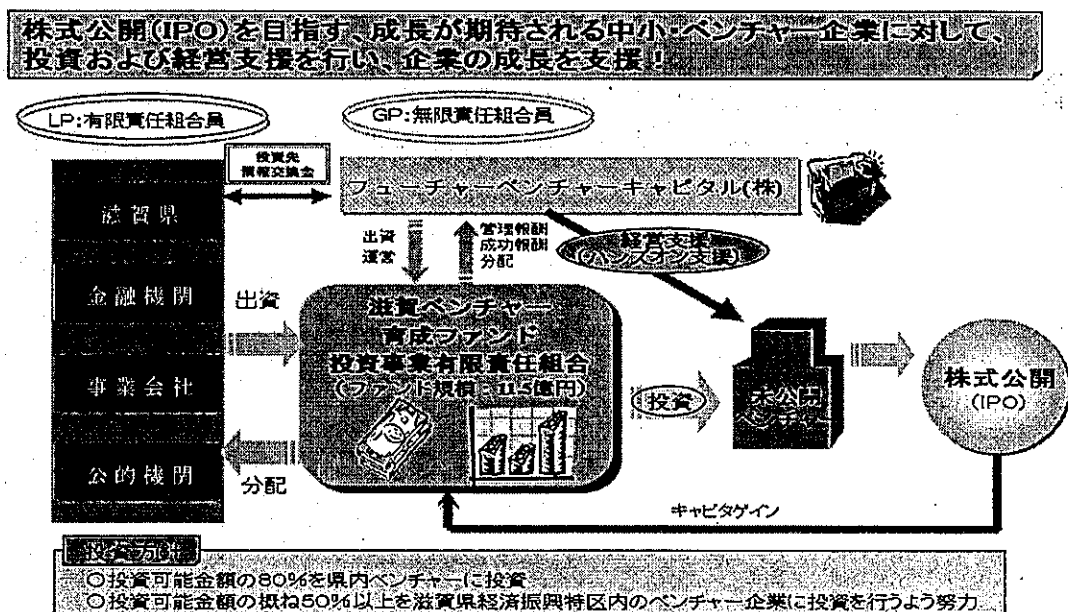 株式公開(IPO)を目指す、成長が期待される中小・ベンチャー企業に対して、
投資および経営支援を行い、企業の成長を支援!
LP:有限責任組合員
GP:無限責任組合員
投資先
情報交換会
フューチャーベンチャーキャピタル(株)
滋賀県
金融機関
事業会社
公的機関
出資
運営
管理報酬
成功報酬
分配
経営支援
(ハンズオン支援)
出資
分配
滋賀ベンチャー
育成ファンド
投資事業有限責任組合
(ファンド規模:11.5億円)
投資
未公開
ベンチャー
株式公開
(IPO)
キャピタゲイン
投資方針
○投資可能金額の80%を県内ベンチャーに投資
○投資可能金額の概ね50%以上を滋賀県経済振興特区内のベンチャー企業に投資を行うよう努力